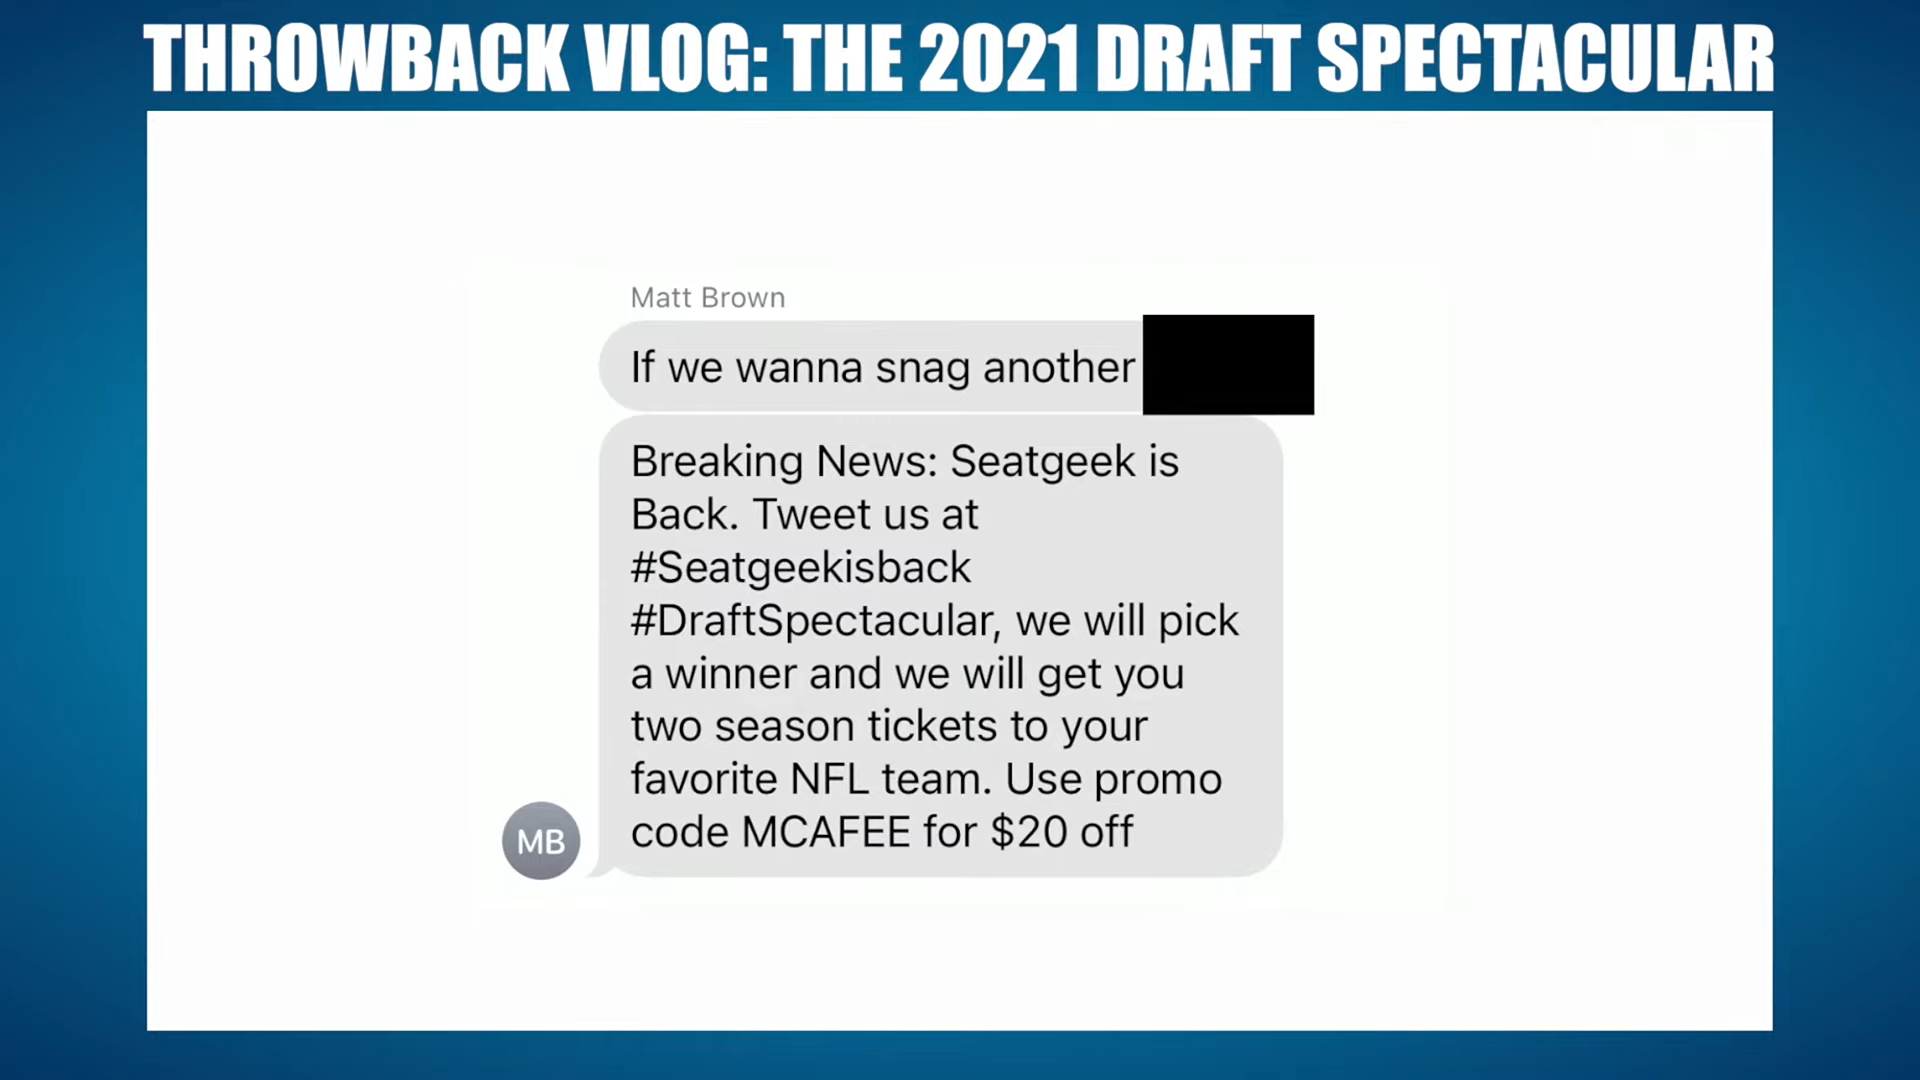 THROWBACK VLOG: THE 2021 DRAFT SPECTACULAR
Matt Brown
If we wanna snag another
Breaking News: Seatgeek is
Back. Tweet us at
#Seatgeekisback
#DraftSpectacular, we will pick
a winner and we will get you
two season tickets to your
favorite NFL team. Use promo
code MCAFEE for $20 off
MB